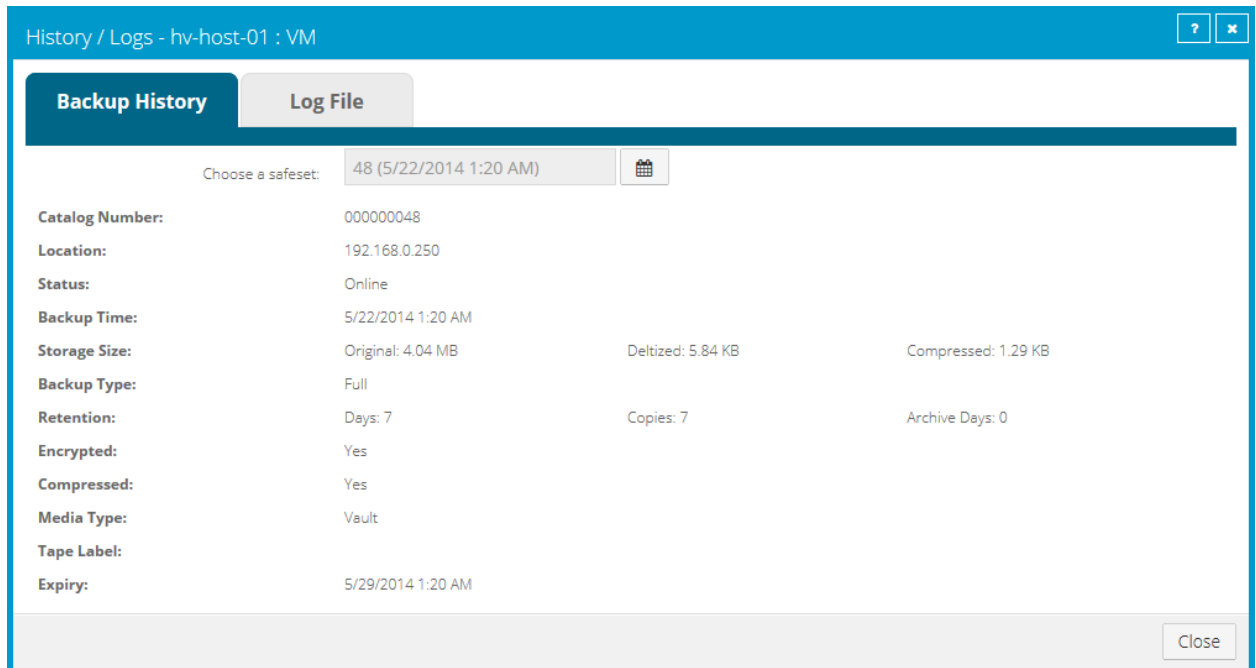 History / Logs - hv-host-01 : VM
? ×
Backup History Log File
Choose a safeset: 48 (5/22/2014 1:20 AM)
Catalog Number: 000000048
Location: 192.168.0.250
Status: Online
Backup Time: 5/22/2014 1:20 AM
Storage Size: Original: 4.04 MB Deltized: 5.84 KB Compressed: 1.29 KB
Backup Type: Full
Retention: Days: 7 Copies: 7 Archive Days: 0
Encrypted: Yes
Compressed: Yes
Media Type: Vault
Tape Label:
Expiry: 5/29/2014 1:20 AM
Close